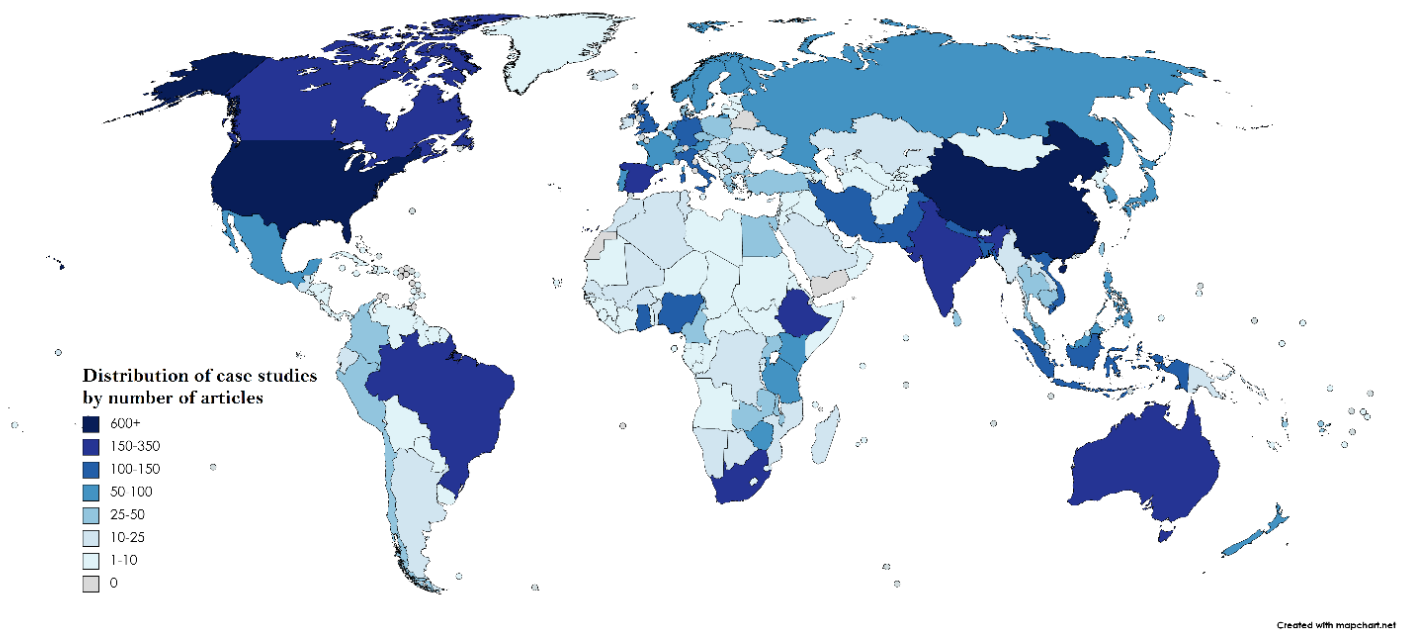 Distribution of case studies
by number of articles
600+
150-350
100-150
50-100
25-50
10-25
1-10
0
Created with mapchart.net